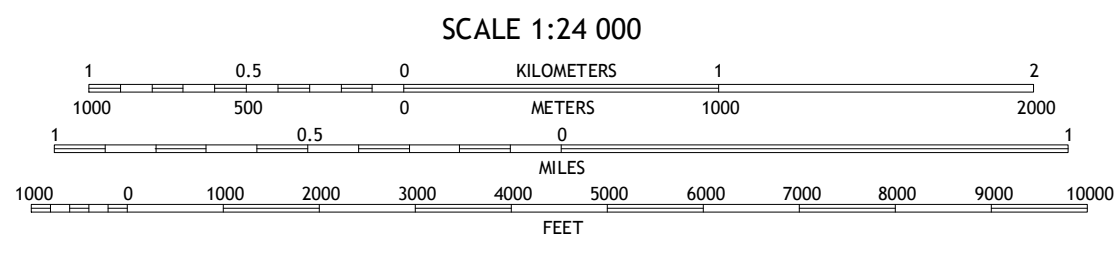 SCALE 1:24 000
1 0.5 0 KILOMETERS 1 2
1000 500 0 METERS 1000 2000
1 0.5 0 1
MILES
1000 0 1000 2000 3000 4000 5000 6000 7000 8000 9000 10000
FEET